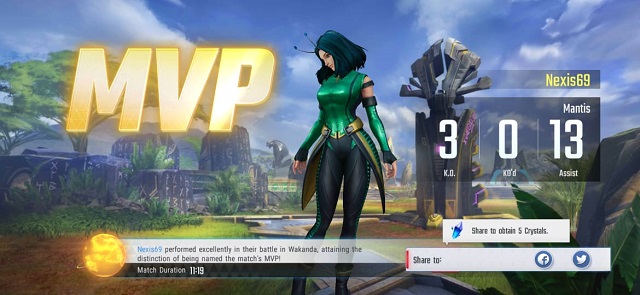 MVP
Nexis69
Mantis
3 0 13
K.O. KO'd Assist
Share to obtain 5 Crystals.
Nexis69 performed excellently in their battle in Wakanda, attaining the
distinction of being named the match's MVP!
Match Duration 11:19
Share to: